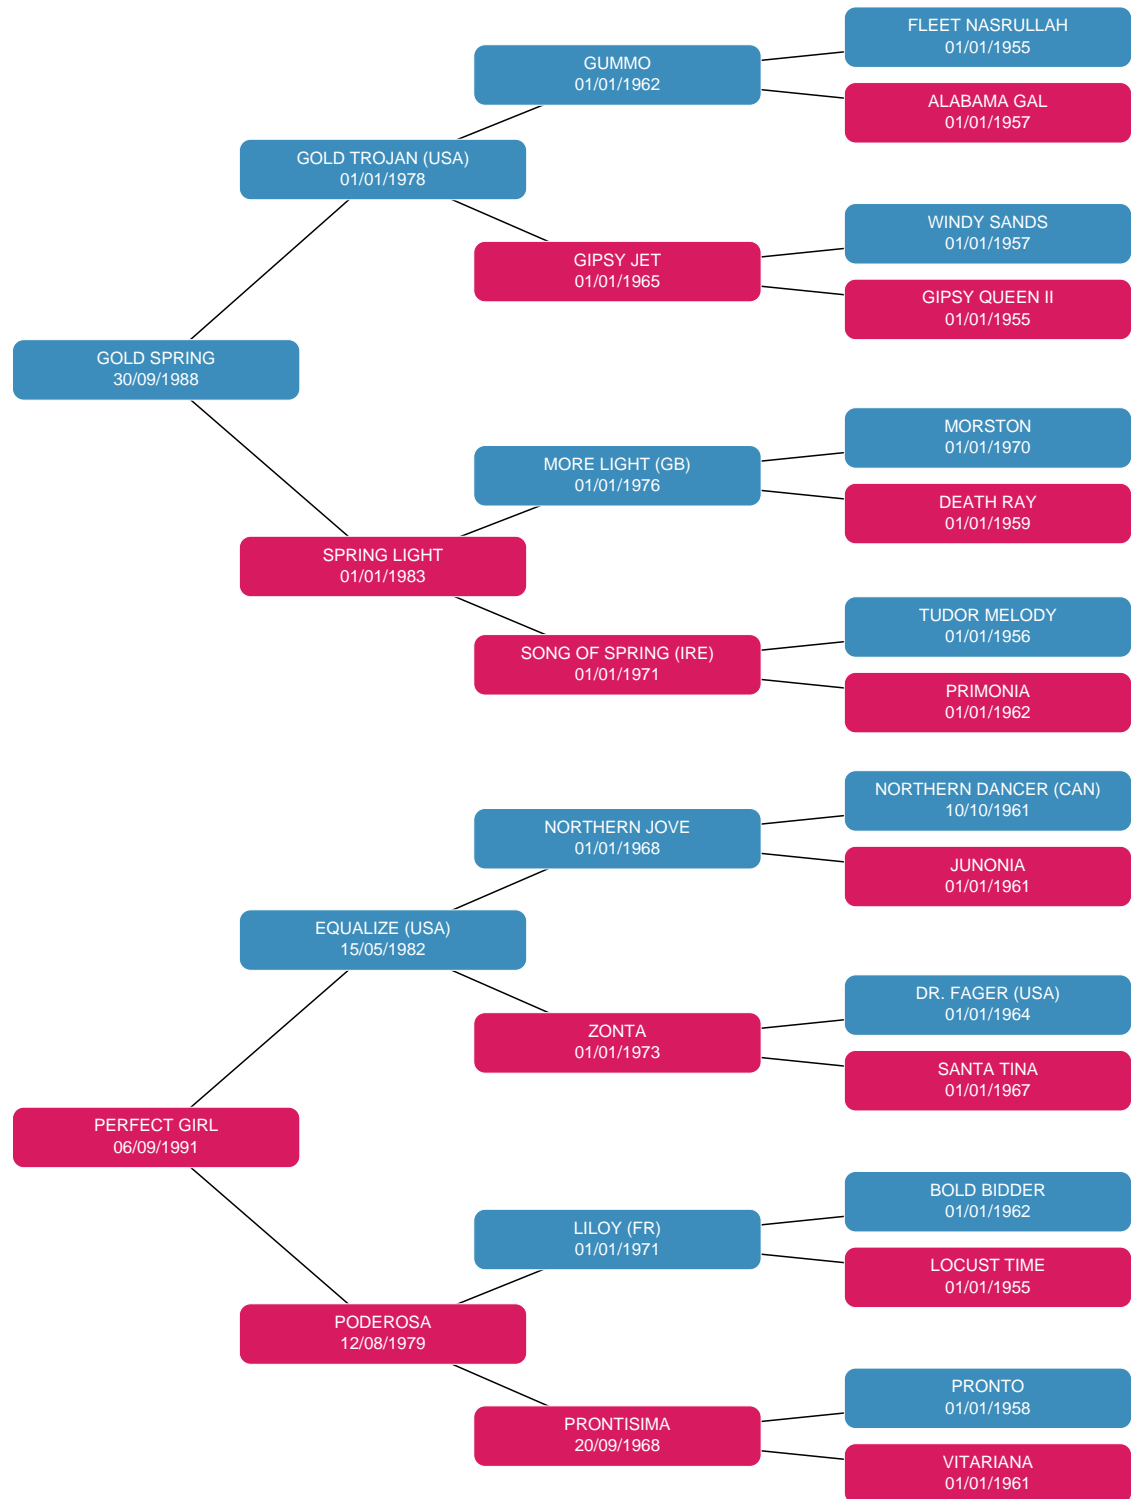 FLEET NASRULLAH
01/01/1955
GUMMO
01/01/1962
ALABAMA GAL
01/01/1957
GOLD TROJAN (USA)
01/01/1978
WINDY SANDS
01/01/1957
GIPSY JET
01/01/1965
GIPSY QUEEN II
01/01/1955
GOLD SPRING
30/09/1988
MORSTON
01/01/1970
MORE LIGHT (GB)
01/01/1976
DEATH RAY
01/01/1959
SPRING LIGHT
01/01/1983
TUDOR MELODY
01/01/1956
SONG OF SPRING (IRE)
01/01/1971
PRIMONIA
01/01/1962
NORTHERN DANCER (CAN)
10/10/1961
NORTHERN JOVE
01/01/1968
JUNONIA
01/01/1961
EQUALIZE (USA)
15/05/1982
DR. FAGER (USA)
01/01/1964
ZONTA
01/01/1973
SANTA TINA
01/01/1967
PERFECT GIRL
06/09/1991
BOLD BIDDER
01/01/1962
LILOY (FR)
01/01/1971
LOCUST TIME
01/01/1955
PODEROSA
12/08/1979
PRONTO
01/01/1958
PRONTISIMA
20/09/1968
VITARIANA
01/01/1961